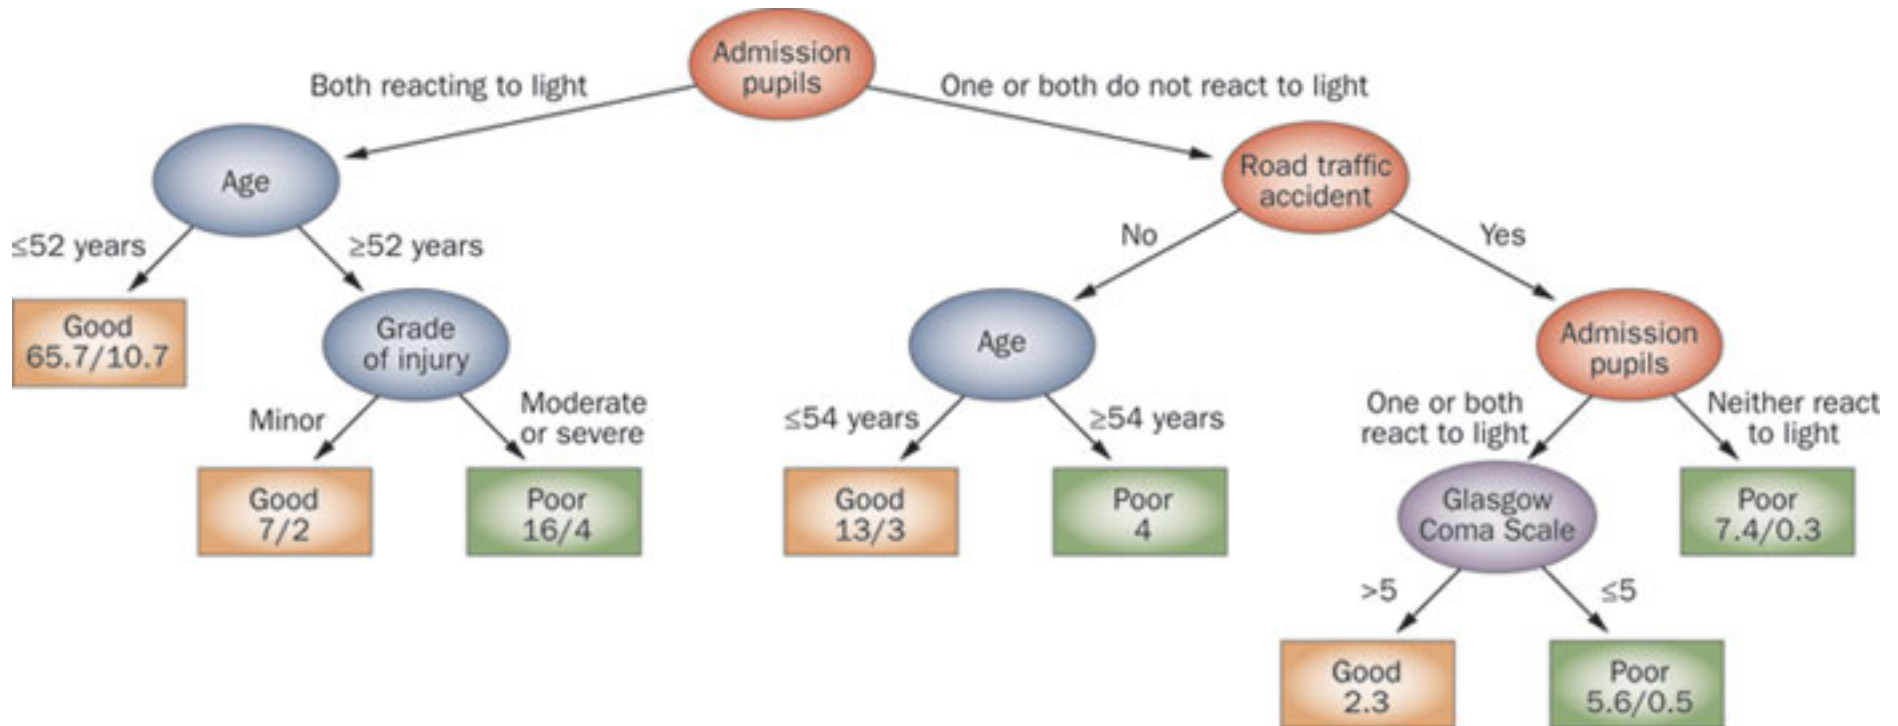 Admission
pupils
Both reacting to light
One or both do not react to light
Age
Road traffic
accident
≤52 years
≥52 years
No
Yes
Good
65.7/10.7
Grade
of injury
Age
Admission
pupils
Minor
Moderate
or severe
≤54 years
≥54 years
One or both
react to light
Neither react
to light
Good
7/2
Poor
16/4
Good
13/3
Poor
4
Glasgow
Coma Scale
Poor
7.4/0.3
>5
≤5
Good
2.3
Poor
5.6/0.5